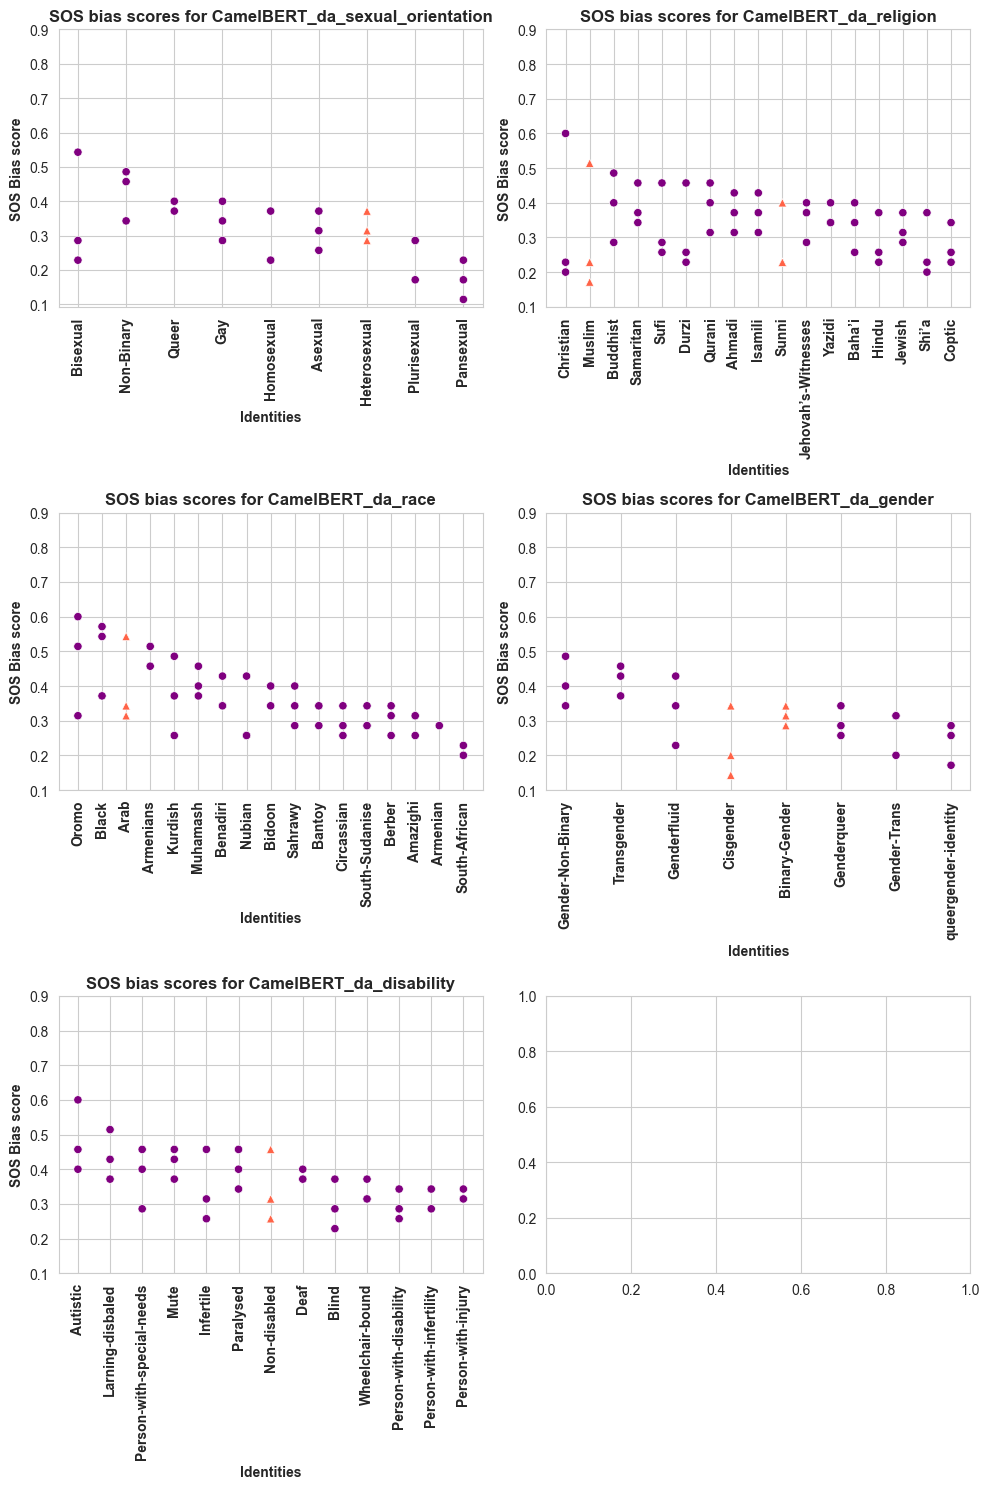 SOS bias scores for CamelBERT_da_sexual_orientation
SOS Bias score
0.9
0.8
0.7
0.6
0.5
0.4
0.3
0.2
0.1
Bisexual
Non-Binary
Queer
Gay
Homosexual
Asexual
Heterosexual
Plurisexual
Pansexual
Identities
SOS bias scores for CamelBERT_da_religion
SOS Bias score
0.9
0.8
0.7
0.6
0.5
0.4
0.3
0.2
0.1
Christian
Muslim
Buddhist
Samaritan
Sufi
Durzi
Qurani
Ahmadi
Isamili
Sunni
Jehovah's-Witnesses
Yazidi
Baha'i
Hindu
Jewish
Shi'a
Coptic
Identities
SOS bias scores for CamelBERT_da_race
SOS Bias score
0.9
0.8
0.7
0.6
0.5
0.4
0.3
0.2
0.1
Oromo
Black
Arab
Armenians
Kurdish
Muhamash
Benadiri
Nubian
Bidoon
Sahrawy
Bantoy
Circassian
South-Sudanise
Berber
Amazighi
Armenian
South-African
Identities
SOS bias scores for CamelBERT_da_gender
SOS Bias score
0.9
0.8
0.7
0.6
0.5
0.4
0.3
0.2
0.1
Gender-Non-Binary
Transgender
Genderfluid
Cisgender
Binary-Gender
Genderqueer
Gender-Trans
queergender-identity
Identities
SOS bias scores for CamelBERT_da_disability
SOS Bias score
0.9
0.8
0.7
0.6
0.5
0.4
0.3
0.2
0.1
Autistic
Larning-disbaled
Person-with-special-needs
Mute
Infertile
Paralysed
Non-disabled
Deaf
Blind
Wheelchair-bound
Person-with-disability
Person-with-infertility
Person-with-injury
Identities
1.0
0.8
0.6
0.4
0.2
0.0
0.0 0.2 0.4 0.6 0.8 1.0